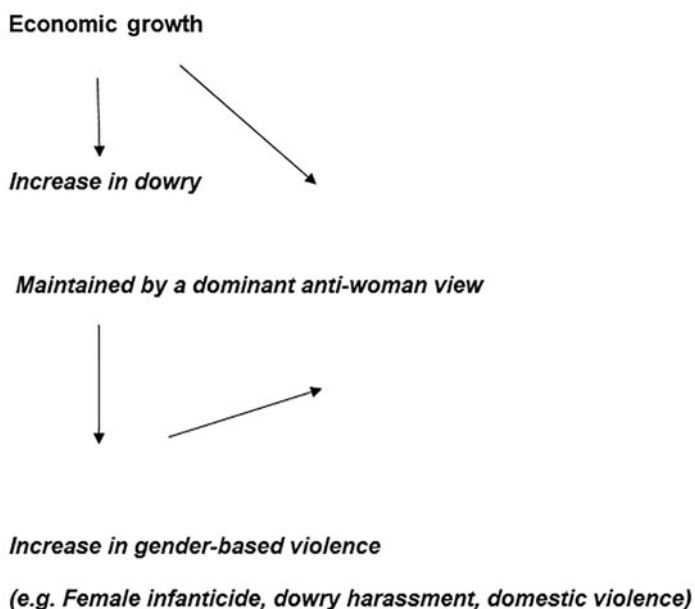 Economic growth
Increase in dowry
Maintained by a dominant anti-woman view
Increase in gender-based violence
(e.g. Female infanticide, dowry harassment, domestic violence)